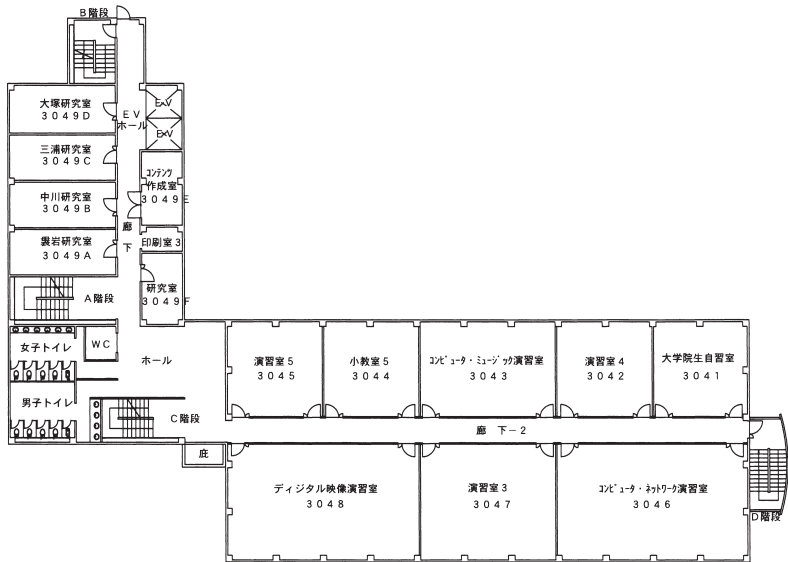 B階段
大塚研究室
3049D
EV
ホール
EV
EV
三浦研究室
3049C
コンテンツ
作成室
3049E
中川研究室
3049B
廊
下
印刷室3
裂岩研究室
3049A
研究室
3049F
A階段
女子トイレ
WC
ホール
男子トイレ
C階段
庇
演習室5
3045
小教室5
3044
コンピュータ・ミュージック演習室
3043
演習室4
3042
大学院生自習室
3041
廊 下-2
ディジタル映像演習室
3048
演習室3
3047
コンピュータ・ネットワーク演習室
3046
D階段